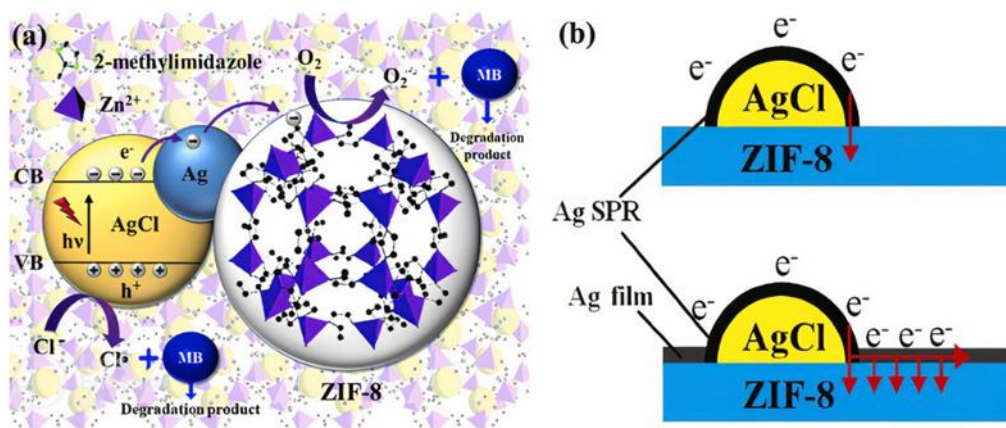 (a)
2-methylimidazole
Zn²⁺
O₂
O₂⁻
+
MB
Degradation
product
e⁻
Ag
CB
AgCl
hν
VB
h⁺
Cl⁻
Cl•
+
MB
Degradation product
ZIF-8
(b)
e⁻
e⁻
e⁻
AgCl
ZIF-8
Ag SPR
Ag film
e⁻
e⁻
e⁻
e⁻ e⁻ e⁻ e⁻
AgCl
ZIF-8